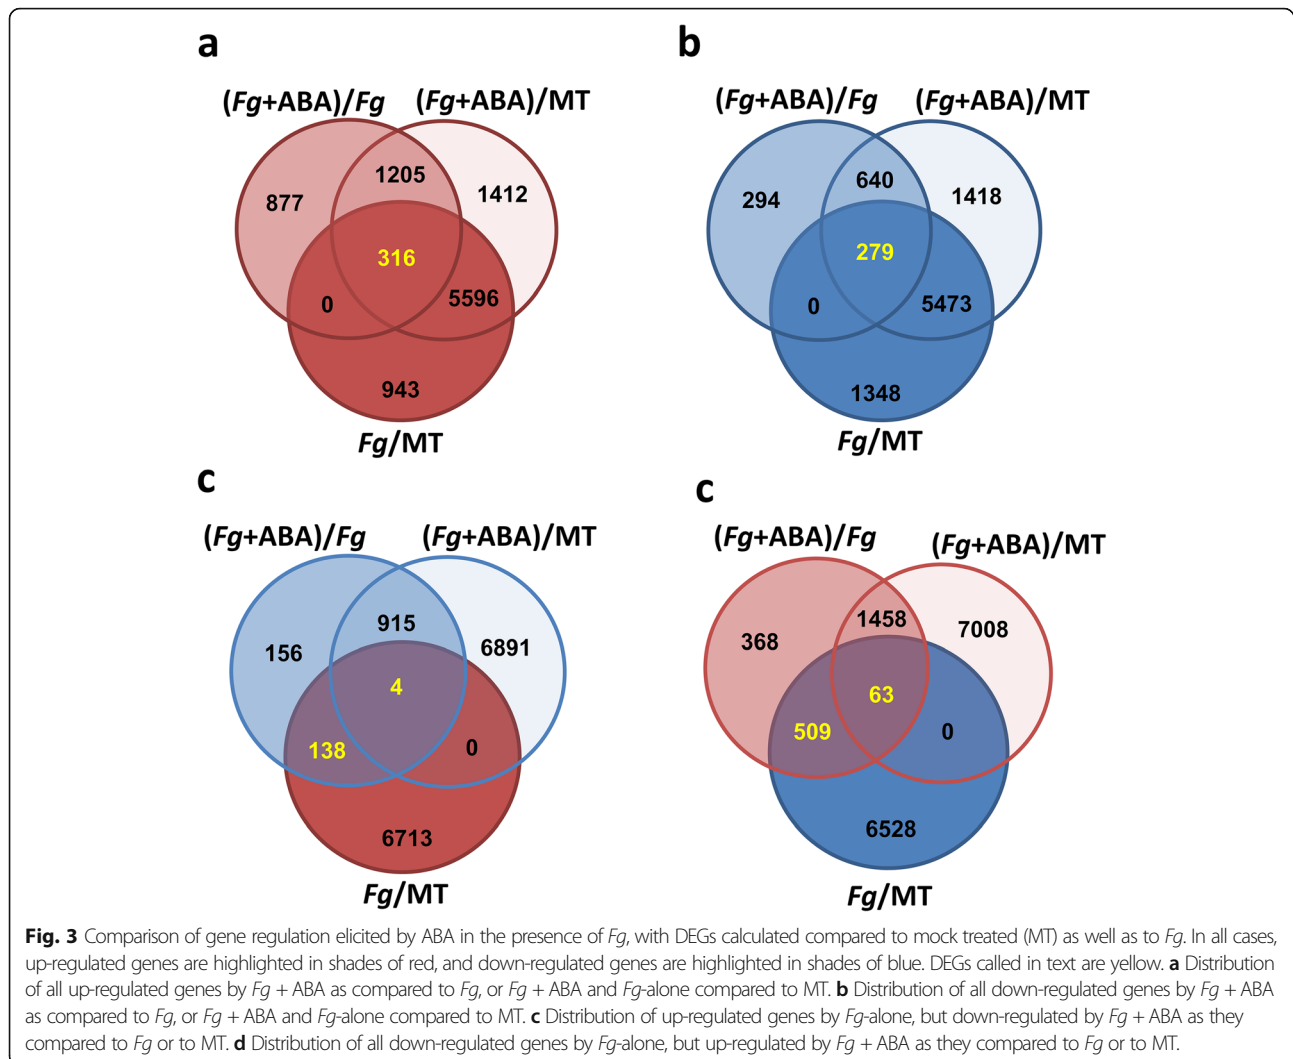 a
b
(Fg+ABA)/Fg
(Fg+ABA)/MT
(Fg+ABA)/Fg
(Fg+ABA)/MT
877
1205
1412
316
0
5596
943
Fg/MT
294
640
1418
279
0
5473
1348
Fg/MT
c
c
(Fg+ABA)/Fg
(Fg+ABA)/MT
(Fg+ABA)/Fg
(Fg+ABA)/MT
156
915
6891
4
138
0
6713
Fg/MT
368
1458
7008
63
509
0
6528
Fg/MT
Fig. 3 Comparison of gene regulation elicited by ABA in the presence of Fg, with DEGs calculated compared to mock treated (MT) as well as to Fg. In all cases,
up-regulated genes are highlighted in shades of red, and down-regulated genes are highlighted in shades of blue. DEGs called in text are yellow. a Distribution
of all up-regulated genes by Fg + ABA as compared to Fg, or Fg + ABA and Fg-alone compared to MT. b Distribution of all down-regulated genes by Fg + ABA
as compared to Fg, or Fg + ABA and Fg-alone compared to MT. c Distribution of up-regulated genes by Fg-alone, but down-regulated by Fg + ABA as they
compared to Fg or to MT. d Distribution of all down-regulated genes by Fg-alone, but up-regulated by Fg + ABA as they compared to Fg or to MT.